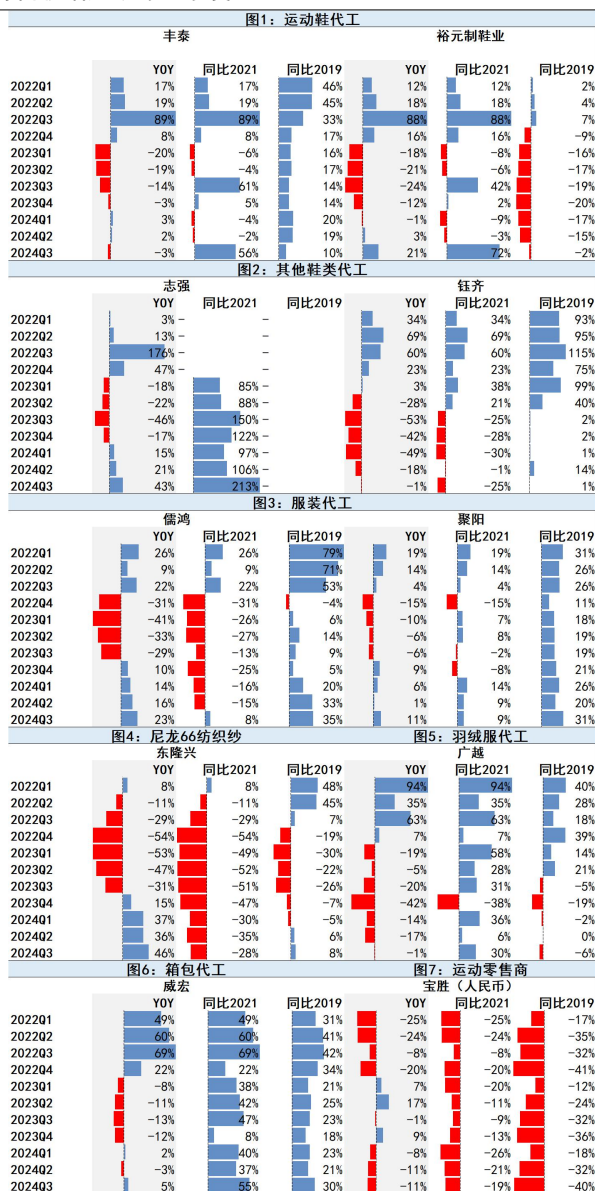 图1：运动鞋代工
丰泰 裕元制鞋业
YOY 同比2021 同比2019 YOY 同比2021 同比2019
2022Q1 17% 17% 46% 12% 12% 2%
2022Q2 19% 19% 45% 18% 18% 4%
2022Q3 89% 89% 33% 88% 88% 7%
2022Q4 8% 8% 17% 16% 16% -9%
2023Q1 -20% -6% 16% -18% -8% -16%
2023Q2 -19% -4% 17% -21% -6% -17%
2023Q3 -14% 61% 14% -24% 42% -19%
2023Q4 -3% 5% 14% -12% 2% -20%
2024Q1 3% -4% 20% -1% -9% -17%
2024Q2 2% -2% 19% 3% -3% -15%
2024Q3 -3% 56% 10% 21% 72% -2%
图2：其他鞋类代工
志强 钰齐
YOY 同比2021 同比2019 YOY 同比2021 同比2019
2022Q1 3% - - 34% 34% 93%
2022Q2 13% - - 69% 69% 95%
2022Q3 176% - - 60% 60% 115%
2022Q4 47% - - 23% 23% 75%
2023Q1 -18% 85% - 3% 38% 99%
2023Q2 -22% 88% - -28% 21% 40%
2023Q3 -46% 150% - -53% -25% 2%
2023Q4 -17% 122% - -42% -28% 2%
2024Q1 15% 97% - -49% -30% 1%
2024Q2 21% 106% - -18% -1% 14%
2024Q3 43% 213% - -1% -25% 1%
图3：服装代工
儒鸿 聚阳
YOY 同比2021 同比2019 YOY 同比2021 同比2019
2022Q1 26% 26% 79% 19% 19% 31%
2022Q2 9% 9% 71% 14% 14% 26%
2022Q3 22% 22% 53% 4% 4% 26%
2022Q4 -31% -31% -4% -15% -15% 11%
2023Q1 -41% -26% 6% -10% 7% 18%
2023Q2 -33% -27% 14% -6% 8% 19%
2023Q3 -29% -13% 9% -6% -2% 19%
2023Q4 10% -25% 5% 9% -8% 21%
2024Q1 14% -16% 20% 6% 14% 26%
2024Q2 16% -15% 33% 1% 9% 20%
2024Q3 23% 8% 35% 11% 9% 31%
图4：尼龙66纺织纱 图5：羽绒服代工
东隆兴 广越
YOY 同比2021 同比2019 YOY 同比2021 同比2019
2022Q1 8% 8% 48% 94% 94% 40%
2022Q2 -11% -11% 45% 35% 35% 28%
2022Q3 -29% -29% 7% 63% 63% 18%
2022Q4 -54% -54% -19% 7% 7% 39%
2023Q1 -53% -49% -30% -19% 58% 14%
2023Q2 -47% -52% -22% -5% 28% 21%
2023Q3 -31% -51% -26% -20% 31% -5%
2023Q4 15% -47% -7% -42% -38% -19%
2024Q1 37% -30% -5% -14% 36% -2%
2024Q2 36% -35% 6% -17% 6% 0%
2024Q3 46% -28% 8% -1% 30% -6%
图6：箱包代工 图7：运动零售商
威宏 宝胜（人民币）
YOY 同比2021 同比2019 YOY 同比2021 同比2019
2022Q1 49% 49% 31% -25% -25% -17%
2022Q2 60% 60% 41% -24% -24% -35%
2022Q3 69% 69% 42% -8% -8% -32%
2022Q4 22% 22% 34% -20% -20% -41%
2023Q1 -8% 38% 21% 7% -20% -12%
2023Q2 -11% 42% 25% 17% -11% -24%
2023Q3 -13% 47% 23% -1% -9% -32%
2023Q4 -12% 8% 18% 9% -13% -36%
2024Q1 2% 40% 23% -8% -26% -18%
2024Q2 -3% 37% 21% -11% -21% -32%
2024Q3 5% 55% 30% -11% -19% -40%